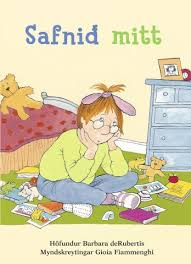 Safnið mitt
Höfundur Barbara deRubertis
Myndskreytingar Gioia Fiammenghi